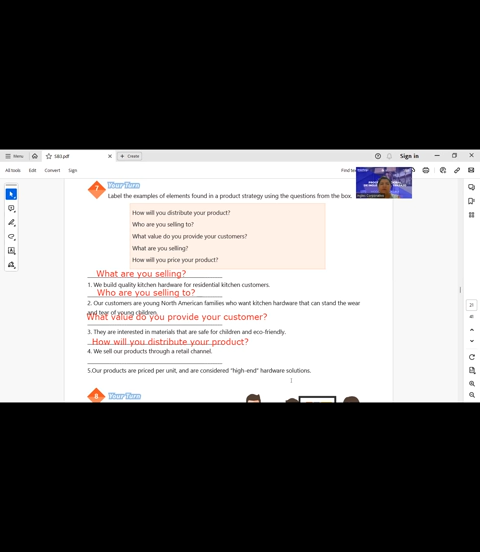 Menu
SB3.pdf
Create
Sign in
All tools Edit Convert Sign
7 Your Turn
Label the examples of elements found in a product strategy using the questions from the box.
How will you distribute your product?
Who are you selling to?
What value do you provide your customers?
What are you selling?
How will you price your product?
What are you selling?
1. We build quality kitchen hardware for residential kitchen customers.
Who are you selling to?
2. Our customers are young North American families who want kitchen hardware that can stand the wear
and tear of young children.
What value do you provide your customer?
3. They are interested in materials that are safe for children and eco-friendly.
How will you distribute your product?
4. We sell our products through a retail channel.
5.Our products are priced per unit, and are considered "high-end" hardware solutions.
8 Your Turn